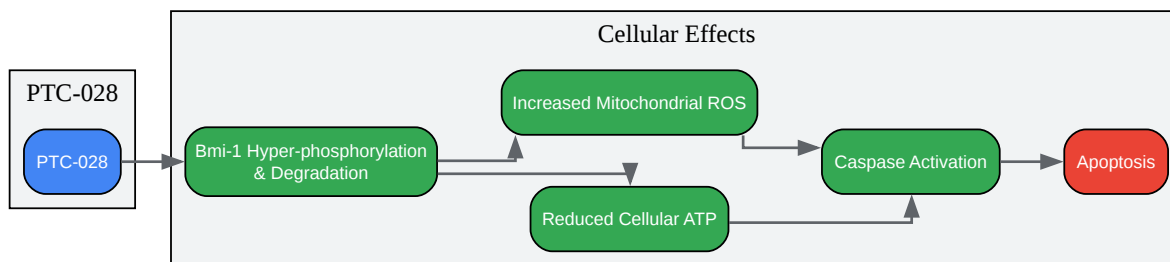 Cellular Effects
PTC-028
PTC-028
Bmi-1 Hyper-phosphorylation
& Degradation
Increased Mitochondrial ROS
Reduced Cellular ATP
Caspase Activation
Apoptosis